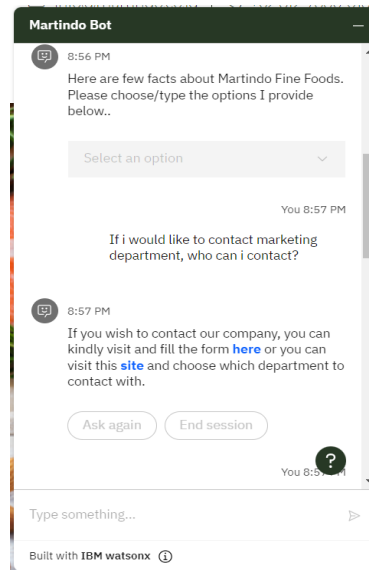 Martindo Bot
8:56 PM
Here are few facts about Martindo Fine Foods.
Please choose/type the options I provide
below..
Select an option
You 8:57 PM
If i would like to contact marketing
department, who can i contact?
8:57 PM
If you wish to contact our company, you can
kindly visit and fill the form here or you can
visit this site and choose which department to
contact with.
Ask again
End session
?
You 8:5
Type something...
Built with IBM watsonx